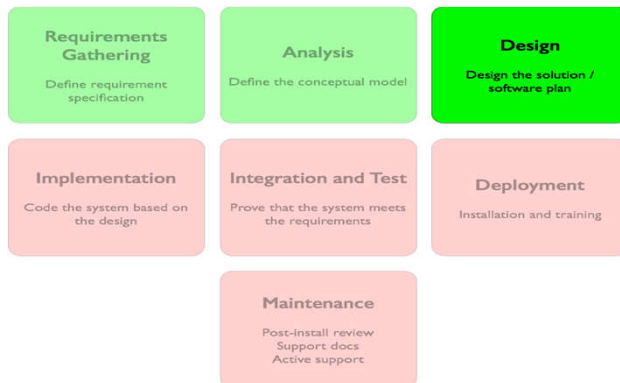 Requirements
Gathering
Define requirement
specification
Analysis
Define the conceptual model
Design
Design the solution /
software plan
Implementation
Code the system based on
the design
Integration and Test
Prove that the system meets
the requirements
Deployment
Installation and training
Maintenance
Post-install review
Support docs
Active support